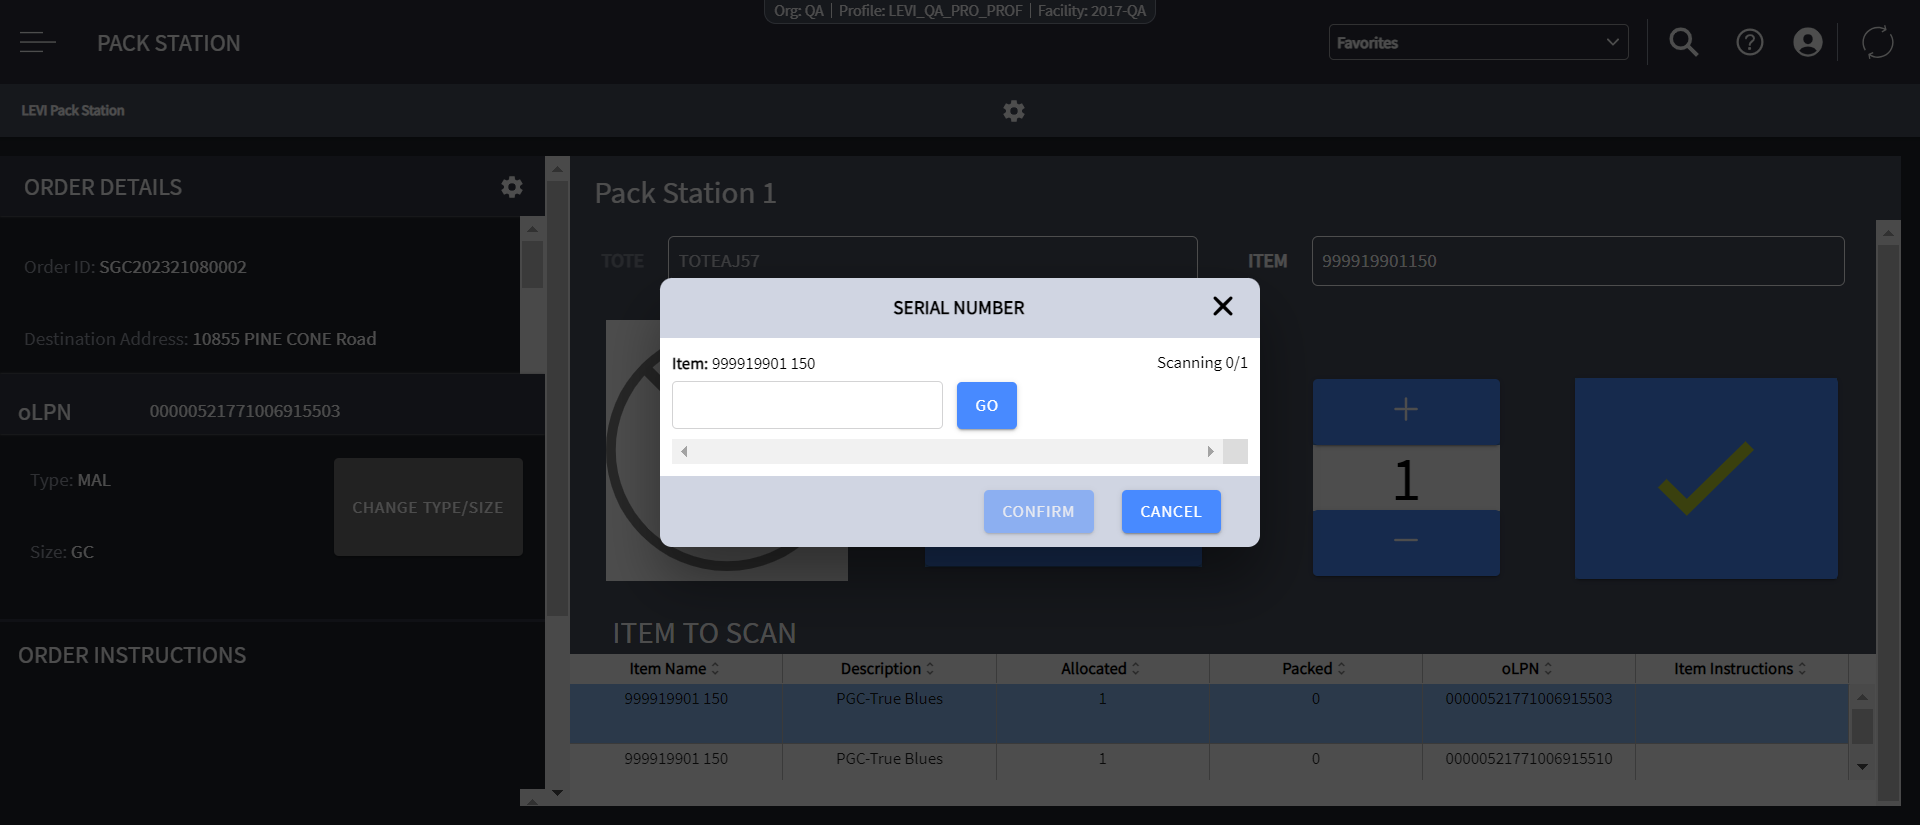 Org: QA | Profile: LEVI_QA_PRO_PROF | Facility: 2017-QA
PACK STATION
Favorites
LEVI Pack Station
ORDER DETAILS
Order ID: SGC202321080002
Destination Address: 10855 PINE CONE Road
oLPN 00000521771006915503
Type: MAL
CHANGE TYPE/SIZE
Size: GC
ORDER INSTRUCTIONS
Pack Station 1
TOTE TOTEAJ57 ITEM 999919901150
SERIAL NUMBER
Item: 999919901 150 Scanning 0/1
GO
CONFIRM CANCEL
1
ITEM TO SCAN
Item Name Description Allocated Packed oLPN Item Instructions
999919901 150 PGC-True Blues 1 0 00000521771006915503
999919901 150 PGC-True Blues 1 0 00000521771006915510